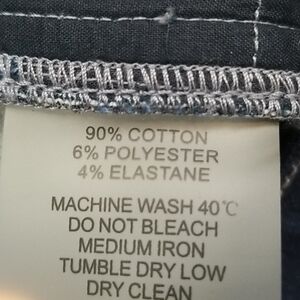 90% COTTON
6% POLYESTER
4% ELASTANE
MACHINE WASH 40℃
DO NOT BLEACH
MEDIUM IRON
TUMBLE DRY LOW
DRY CLEAN